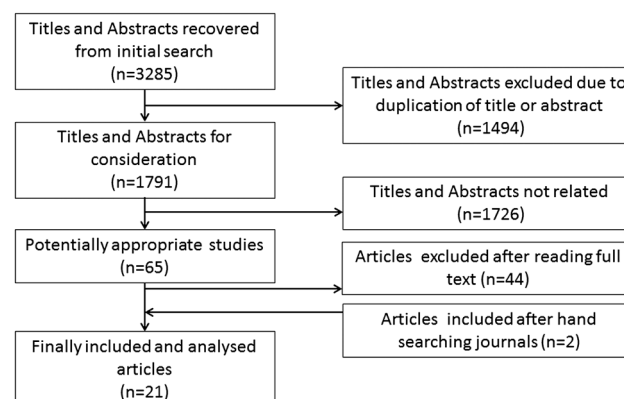 Titles and Abstracts recovered
from initial search
(n=3285)
Titles and Abstracts excluded due to
duplication of title or abstract
(n=1494)
Titles and Abstracts for
consideration
(n=1791)
Titles and Abstracts not related
(n=1726)
Potentially appropriate studies
(n=65)
Articles excluded after reading full
text (n=44)
Articles included after hand
searching journals (n=2)
Finally included and analysed
articles
(n=21)